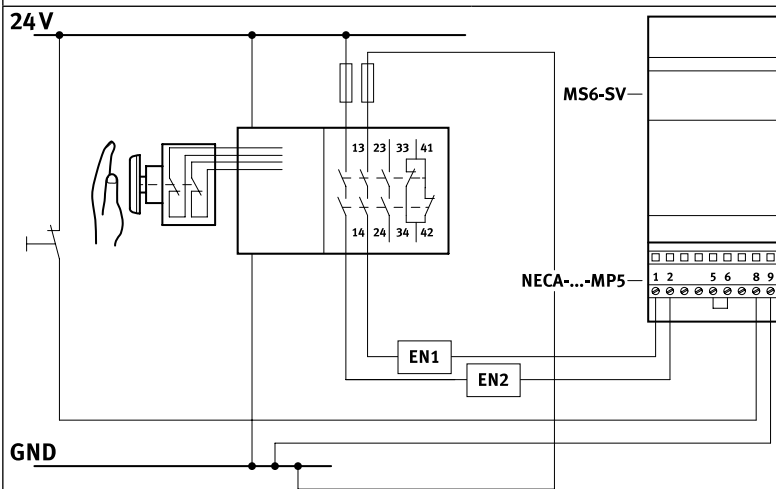 24 V
MS6-SV
13 23 33 41
14 24 34 42
NECA-...-MP5
1 2 5 6 8 9
EN1
EN2
GND